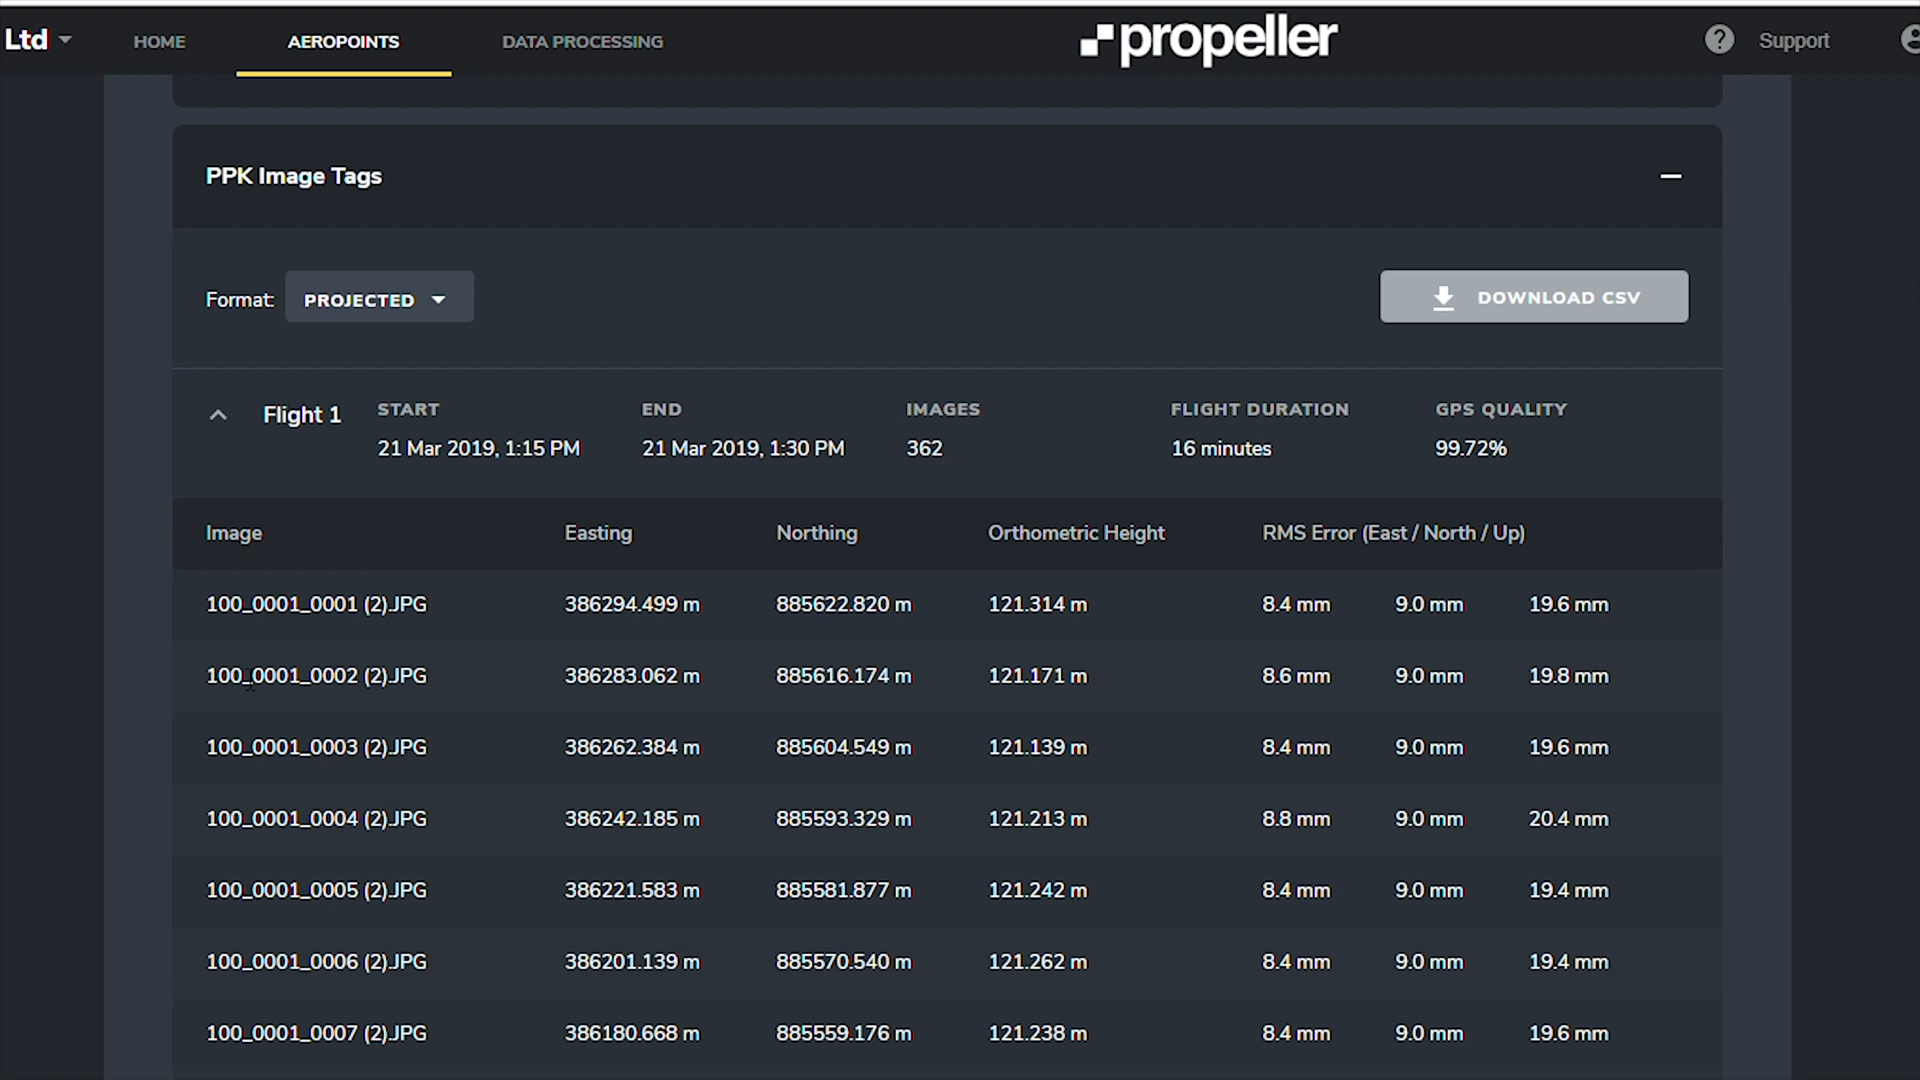 Ltd HOME AEROPOINTS DATA PROCESSING propeller ? Support
PPK Image Tags
Format: PROJECTED DOWNLOAD CSV
Flight 1 START END IMAGES FLIGHT DURATION GPS QUALITY
21 Mar 2019, 1:15 PM 21 Mar 2019, 1:30 PM 362 16 minutes 99.72%
Image Easting Northing Orthometric Height RMS Error (East / North / Up)
100_0001_0001 (2).JPG 386294.499 m 885622.820 m 121.314 m 8.4 mm 9.0 mm 19.6 mm
100_0001_0002 (2).JPG 386283.062 m 885616.174 m 121.171 m 8.6 mm 9.0 mm 19.8 mm
100_0001_0003 (2).JPG 386262.384 m 885604.549 m 121.139 m 8.4 mm 9.0 mm 19.6 mm
100_0001_0004 (2).JPG 386242.185 m 885593.329 m 121.213 m 8.8 mm 9.0 mm 20.4 mm
100_0001_0005 (2).JPG 386221.583 m 885581.877 m 121.242 m 8.4 mm 9.0 mm 19.4 mm
100_0001_0006 (2).JPG 386201.139 m 885570.540 m 121.262 m 8.4 mm 9.0 mm 19.4 mm
100_0001_0007 (2).JPG 386180.668 m 885559.176 m 121.238 m 8.4 mm 9.0 mm 19.6 mm